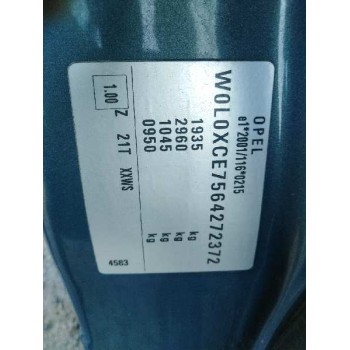 OPEL
e1*2001/116*0215
W0L0XCE7564272372
1935 kg
2960 kg
1045 kg
0950 kg
1.00 Z 21T XXWS
4583